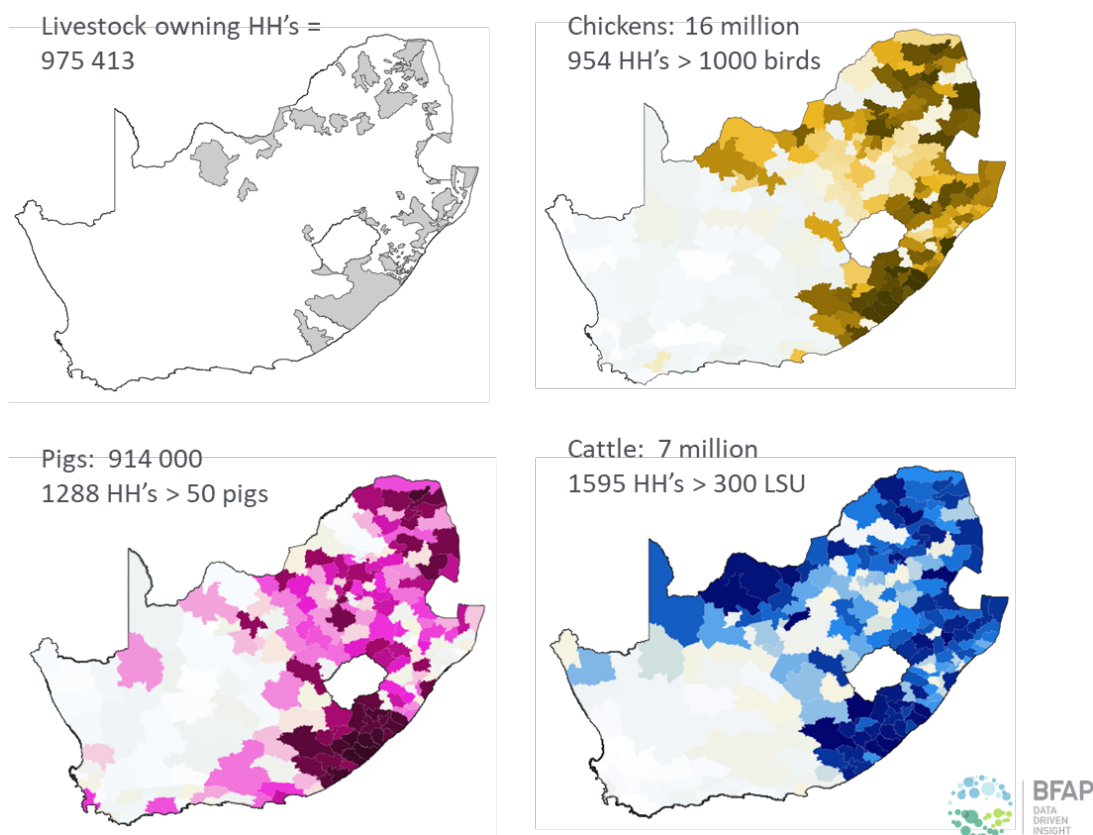 Livestock owning HH's =
975 413
Chickens: 16 million
954 HH's > 1000 birds
Pigs: 914 000
1288 HH's > 50 pigs
Cattle: 7 million
1595 HH's > 300 LSU
BFAP
DATA
DRIVEN
INSIGHT